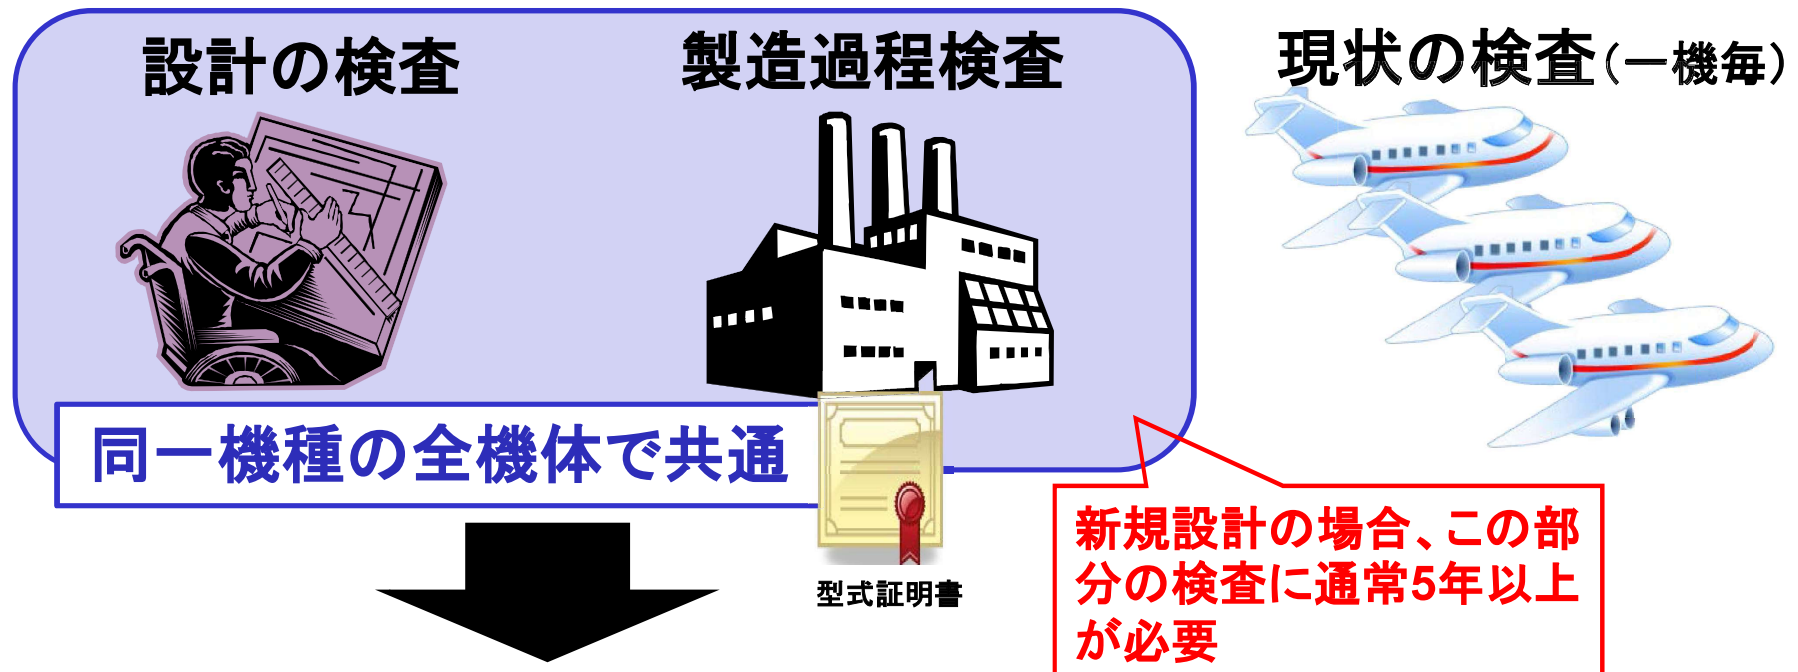 設計の検査
製造過程検査
現状の検査(一機毎)
同一機種の全機体で共通
型式証明書
新規設計の場合、この部
分の検査に通常5年以上
が必要